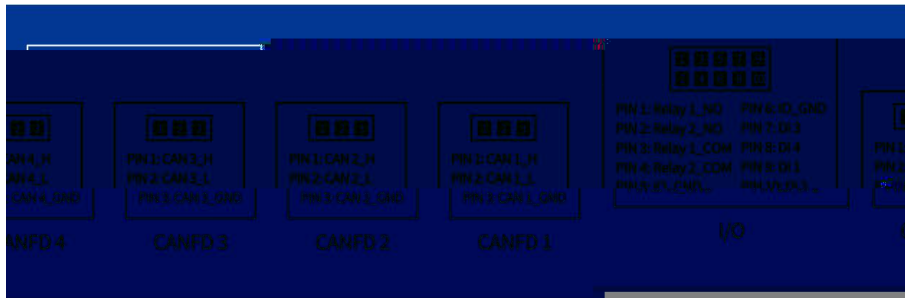 PIN 1: Relay 1_NO PIN 6: IO_GND
PIN 2: Relay 2_NO PIN 7: DI 3
PIN 3: Relay 1_COM PIN 8: DI 4
PIN 4: Relay 2_COM PIN 9: DI 1
CAN 4_H
CAN 4_L
CAN 4_GND
CANFD 4
PIN 1: CAN 3_H
PIN 2: CAN 3_L
PIN 3: CAN 3_GND
CANFD 3
PIN 1: CAN 2_H
PIN 2: CAN 2_L
PIN 3: CAN 2_GND
CANFD 2
PIN 1: CAN 1_H
PIN 2: CAN 1_L
PIN 3: CAN 1_GND
CANFD 1
I/O